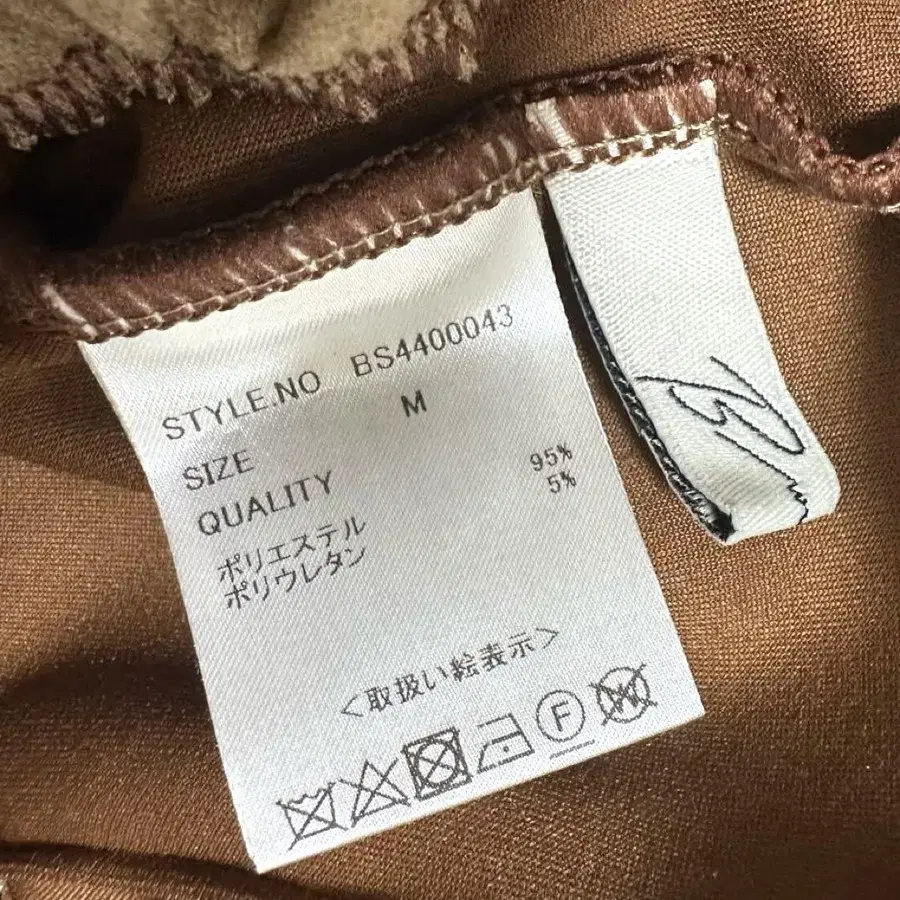 STYLE.NO BS4400043
SIZE M
QUALITY
ポリエステル 95%
ポリウレタン 5%
<取扱い絵表示>
F
W